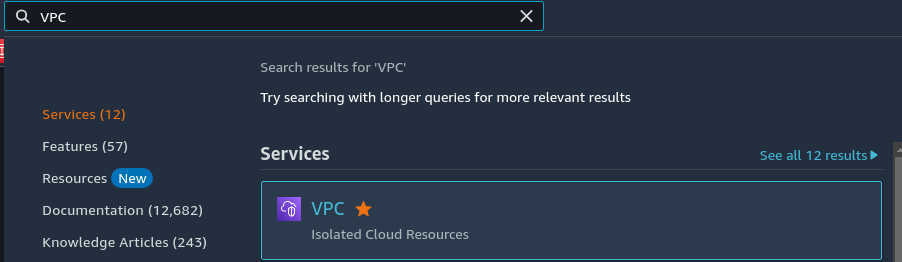 VPC
Search results for 'VPC'
Try searching with longer queries for more relevant results
Services (12)
Features (57)
Resources New
Documentation (12,682)
Knowledge Articles (243)
Services
See all 12 results
VPC
Isolated Cloud Resources